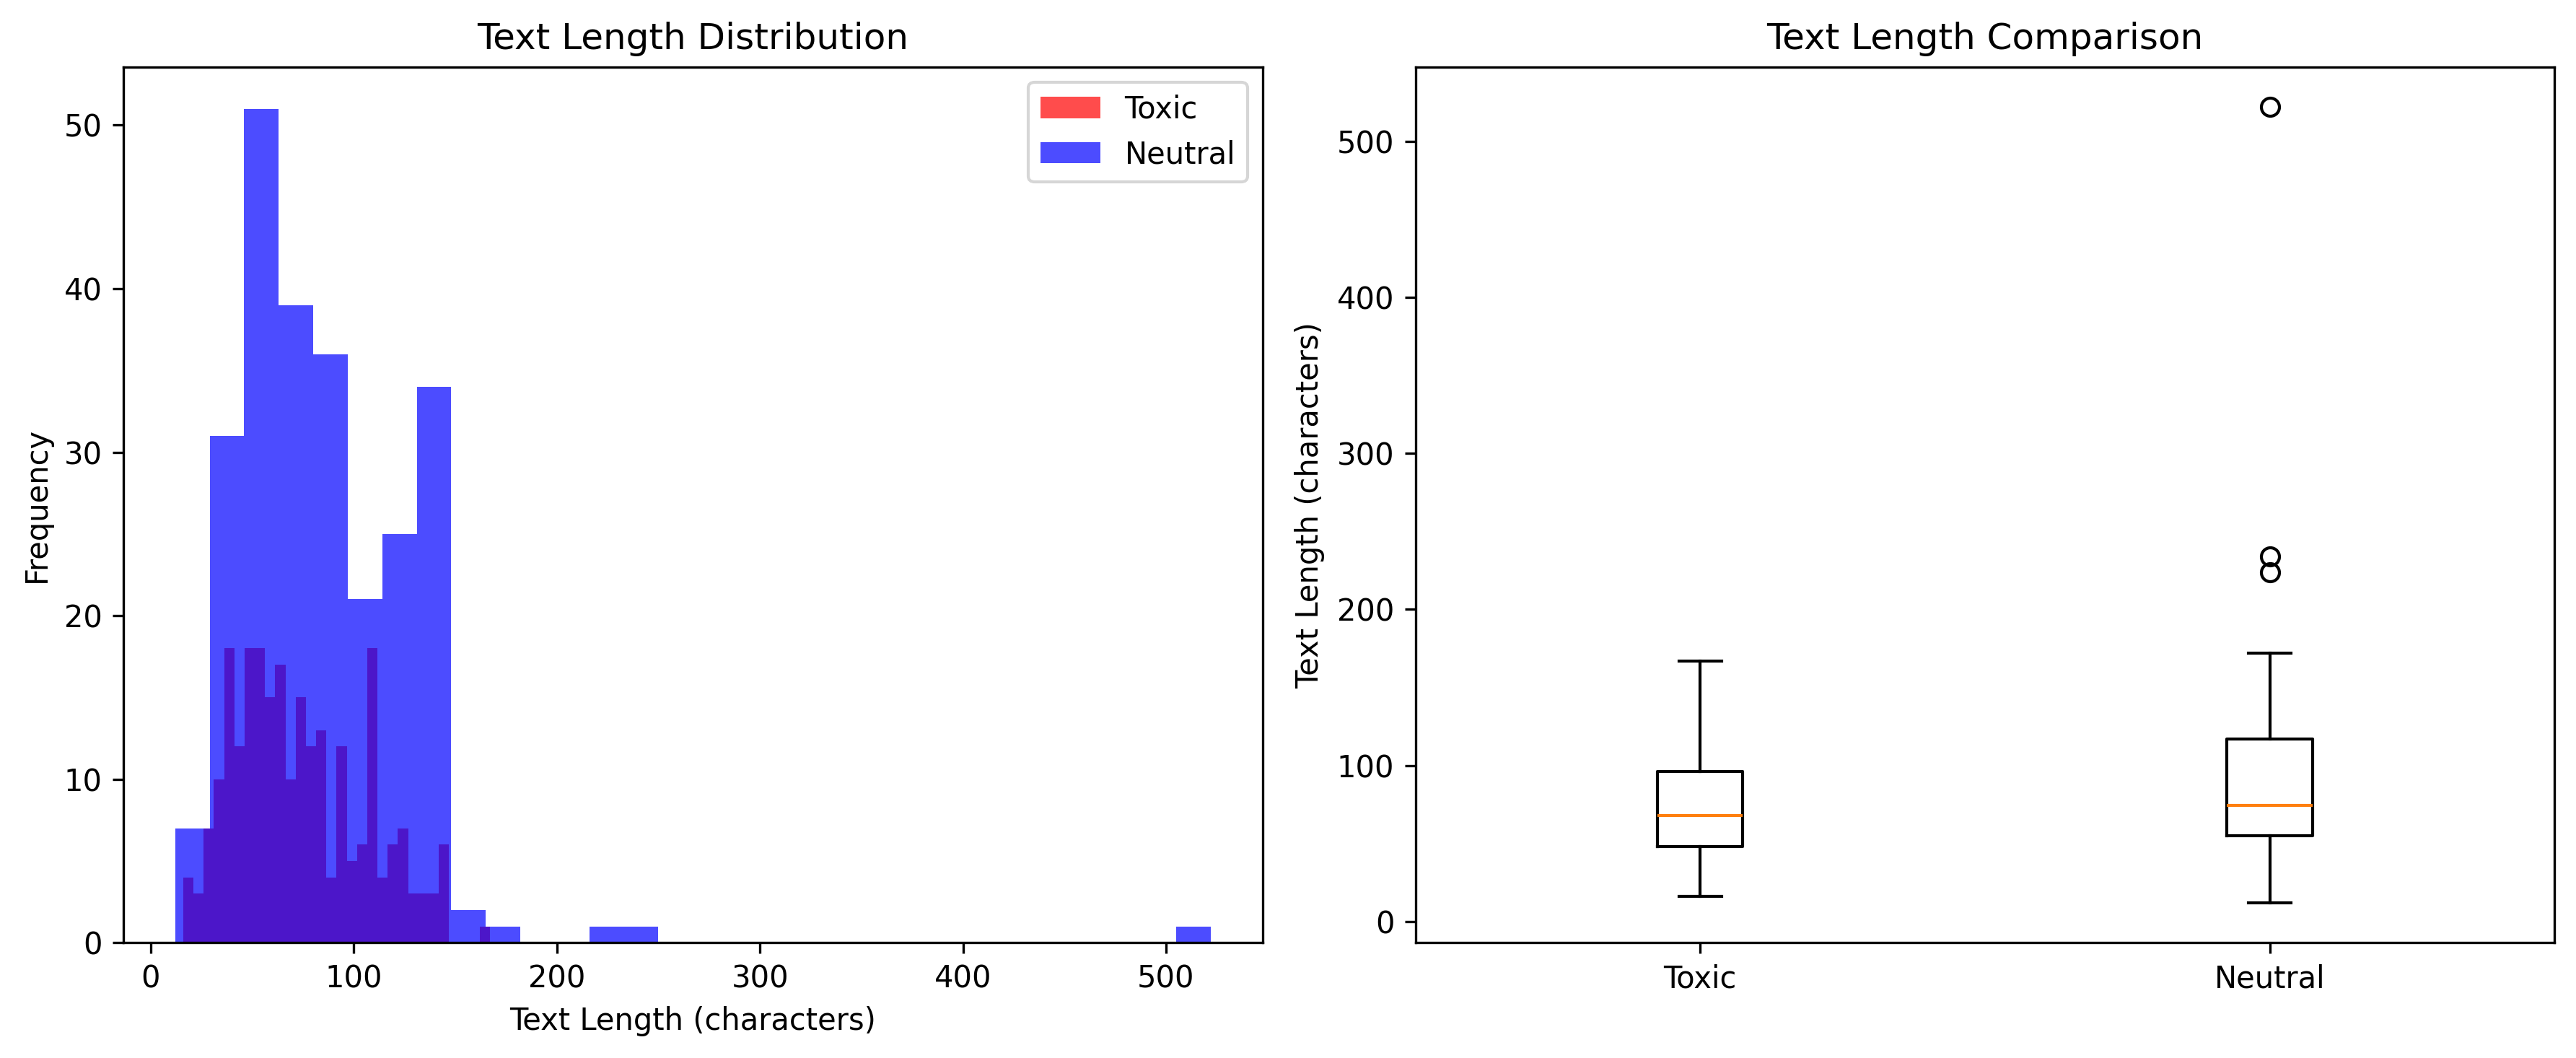 Text Length Distribution
Toxic
Neutral
Frequency
50
40
30
20
10
0
0 100 200 300 400 500
Text Length (characters)
Text Length Comparison
Text Length (characters)
500
400
300
200
100
0
Toxic Neutral